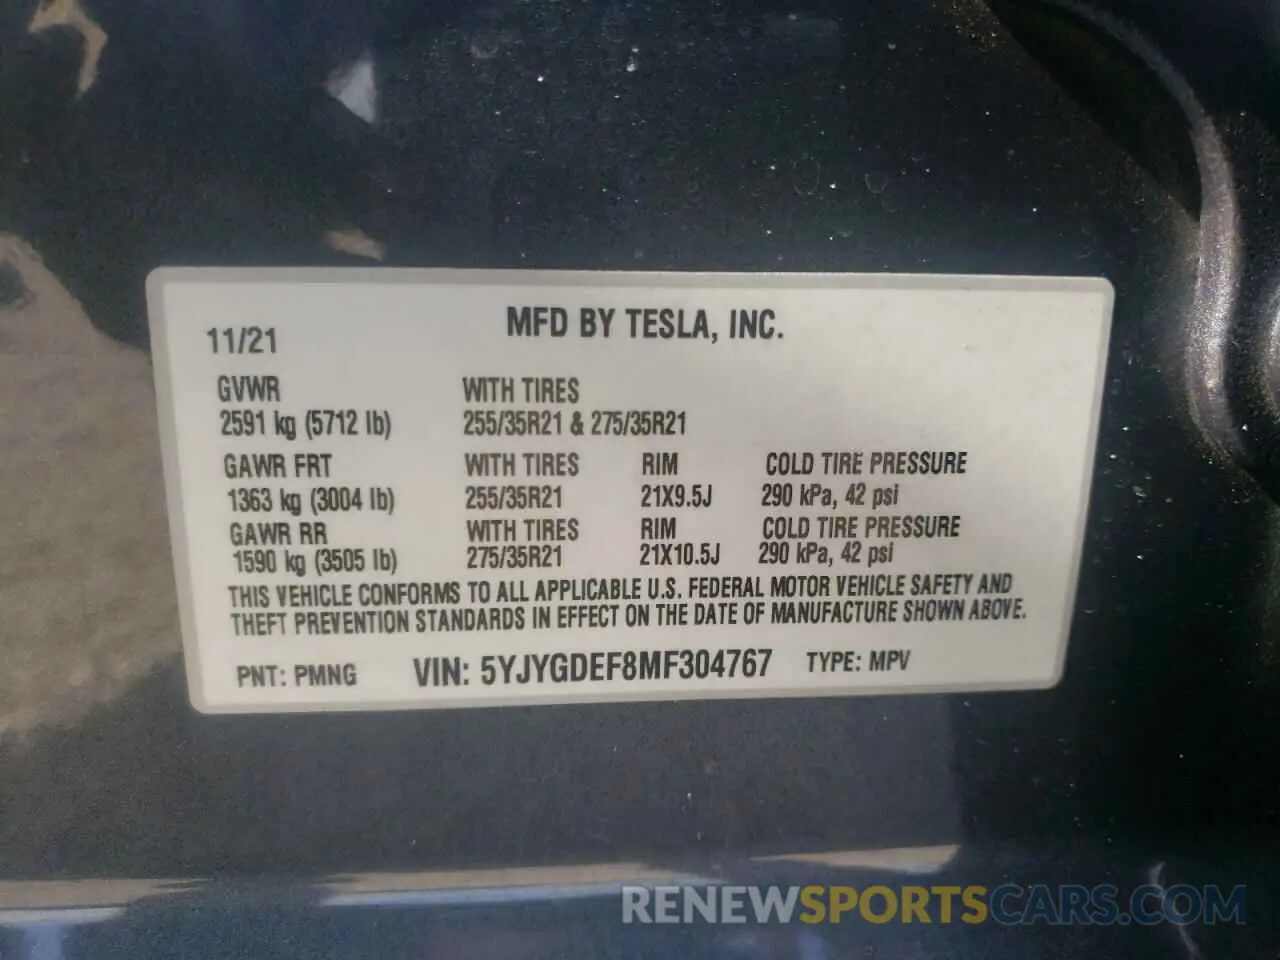 MFD BY TESLA, INC.
11/21
GVWR WITH TIRES
2591 kg (5712 lb) 255/35R21 & 275/35R21
GAWR FRT WITH TIRES RIM COLD TIRE PRESSURE
1363 kg (3004 lb) 255/35R21 21X9.5J 290 kPa, 42 psi
GAWR RR WITH TIRES RIM COLD TIRE PRESSURE
1590 kg (3505 lb) 275/35R21 21X10.5J 290 kPa, 42 psi
THIS VEHICLE CONFORMS TO ALL APPLICABLE U.S. FEDERAL MOTOR VEHICLE SAFETY AND
THEFT PREVENTION STANDARDS IN EFFECT ON THE DATE OF MANUFACTURE SHOWN ABOVE.
PNT: PMNG VIN: 5YJYGDEF8MF304767 TYPE: MPV
RENEWSPORTSCARS.COM